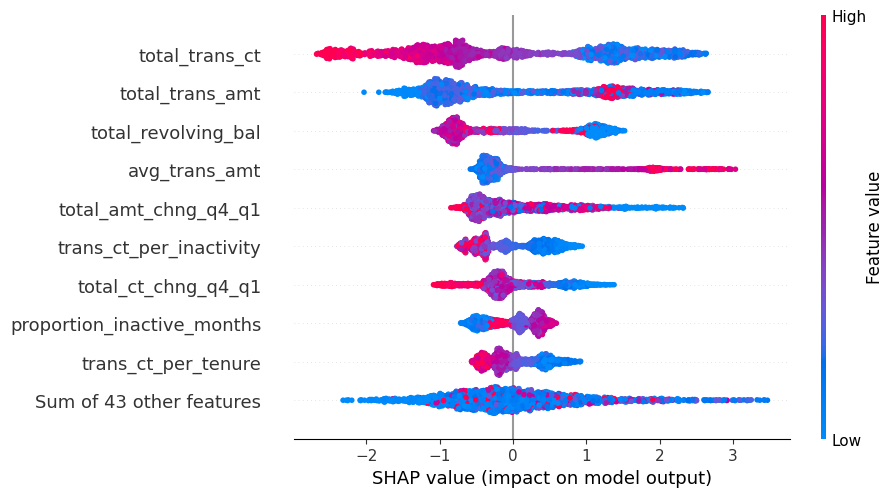 High
total_trans_ct
total_trans_amt
total_revolving_bal
avg_trans_amt
total_amt_chng_q4_q1
trans_ct_per_inactivity
total_ct_chng_q4_q1
proportion_inactive_months
trans_ct_per_tenure
Sum of 43 other features
Feature value
Low
−2 −1 0 1 2 3
SHAP value (impact on model output)